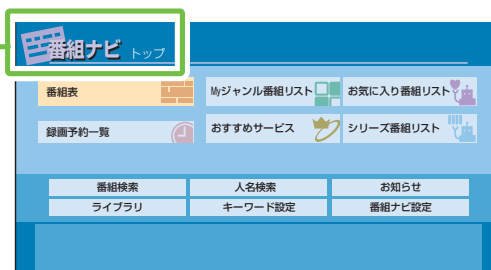 番組ナビ トップ
番組表
Myジャンル番組リスト
お気に入り番組リスト
録画予約一覧
おすすめサービス
シリーズ番組リスト
番組検索
人名検索
お知らせ
ライブラリ
キーワード設定
番組ナビ設定